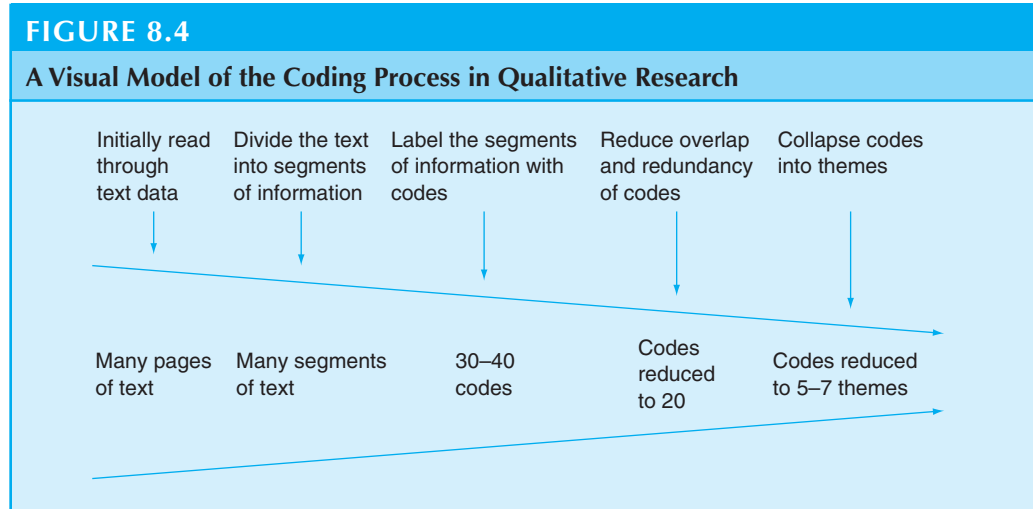 FIGURE 8.4
A Visual Model of the Coding Process in Qualitative Research
Initially read
through
text data
Divide the text
into segments
of information
Label the segments
of information with
codes
Reduce overlap
and redundancy
of codes
Collapse codes
into themes
Many pages
of text
Many segments
of text
30–40
codes
Codes
reduced
to 20
Codes reduced
to 5–7 themes